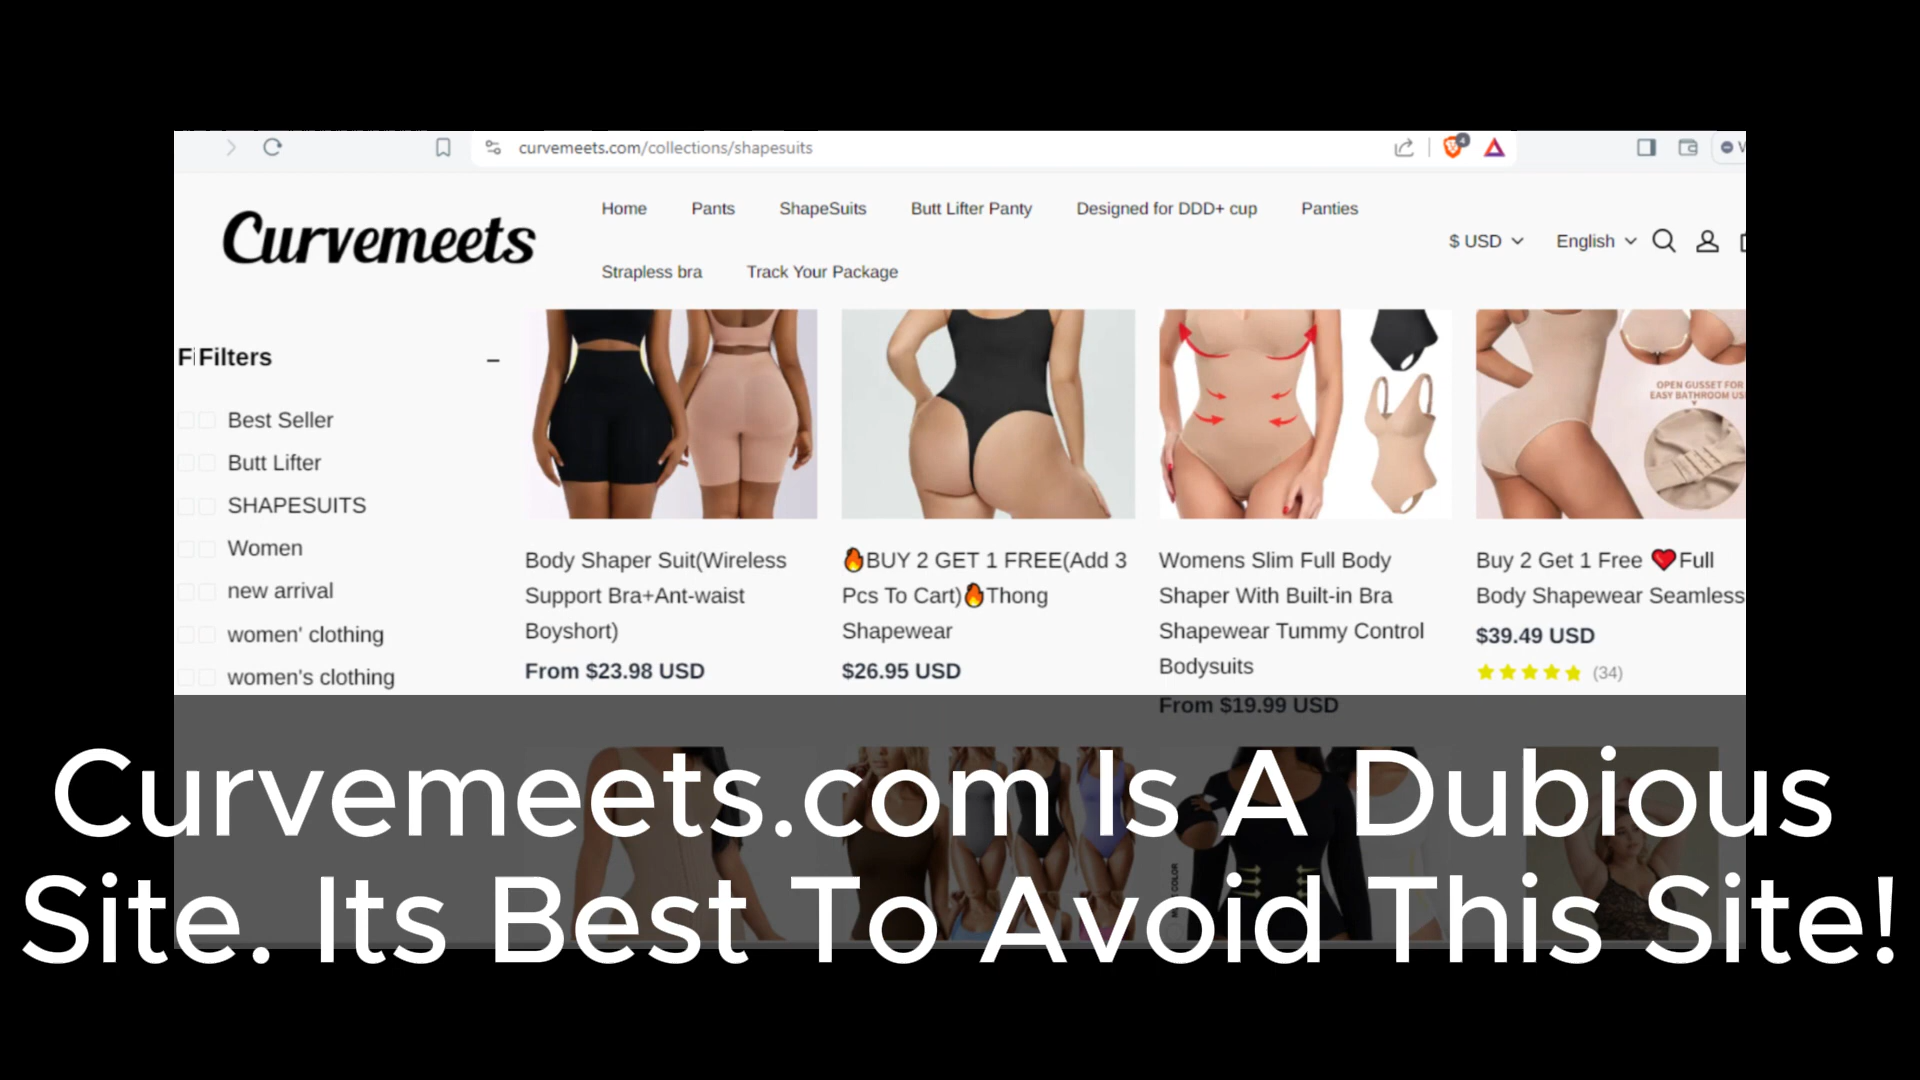 curvemeets.com/collections/shapesuits
Curvemeets
Home Pants ShapeSuits Butt Lifter Panty Designed for DDD+ cup Panties
Strapless bra Track Your Package
$ USD English
Filters
Best Seller
Butt Lifter
SHAPESUITS
Women
new arrival
women' clothing
women's clothing
Body Shaper Suit(Wireless
Support Bra+Ant-waist
Boyshort)
From $23.98 USD
🔥BUY 2 GET 1 FREE(Add 3
Pcs To Cart)🔥Thong
Shapewear
$26.95 USD
Womens Slim Full Body
Shaper With Built-in Bra
Shapewear Tummy Control
Bodysuits
From $19.99 USD
OPEN GUSSET FOR
EASY BATHROOM
Buy 2 Get 1 Free ❤️Full
Body Shapewear Seamless
$39.49 USD
(34)
COLOR
Curvemeets.com Is A Dubious
Site. Its Best To Avoid This Site!